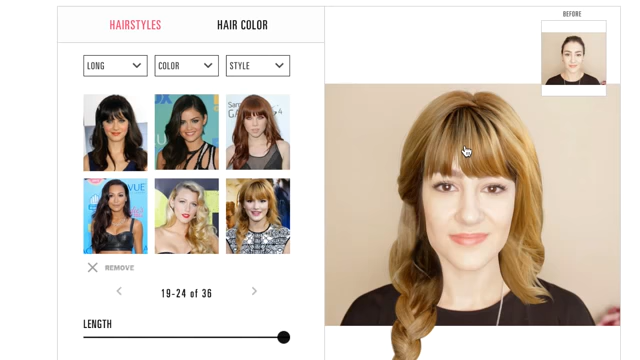 BEFORE
HAIRSTYLES
HAIR COLOR
LONG
COLOR
STYLE
REMOVE
19-24 of 36
LENGTH